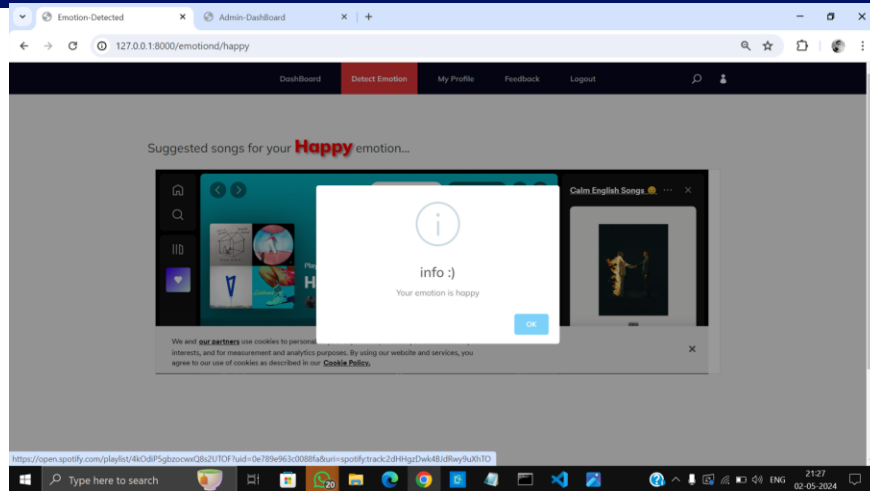 Emotion-Detected
Admin-DashBoard
127.0.0.1:8000/emotiond/happy
DashBoard Detect Emotion My Profile Feedback Logout
Suggested songs for your Happy emotion...
Calm English Songs
info :)
Your emotion is happy
OK
We and our partners use cookies to personal
interests, and for measurement and analytics purposes. By using our website and services, you
agree to our use of cookies as described in our Cookie Policy.
https://open.spotify.com/playlist/4kOdiP5gbzocwxQ8s2UTOF?uid=0e789e963c0088fa&uri=spotify:track:2dHHgzDwk4BJdRwy9uXhTO
Type here to search
20
ENG
21:27
02-05-2024